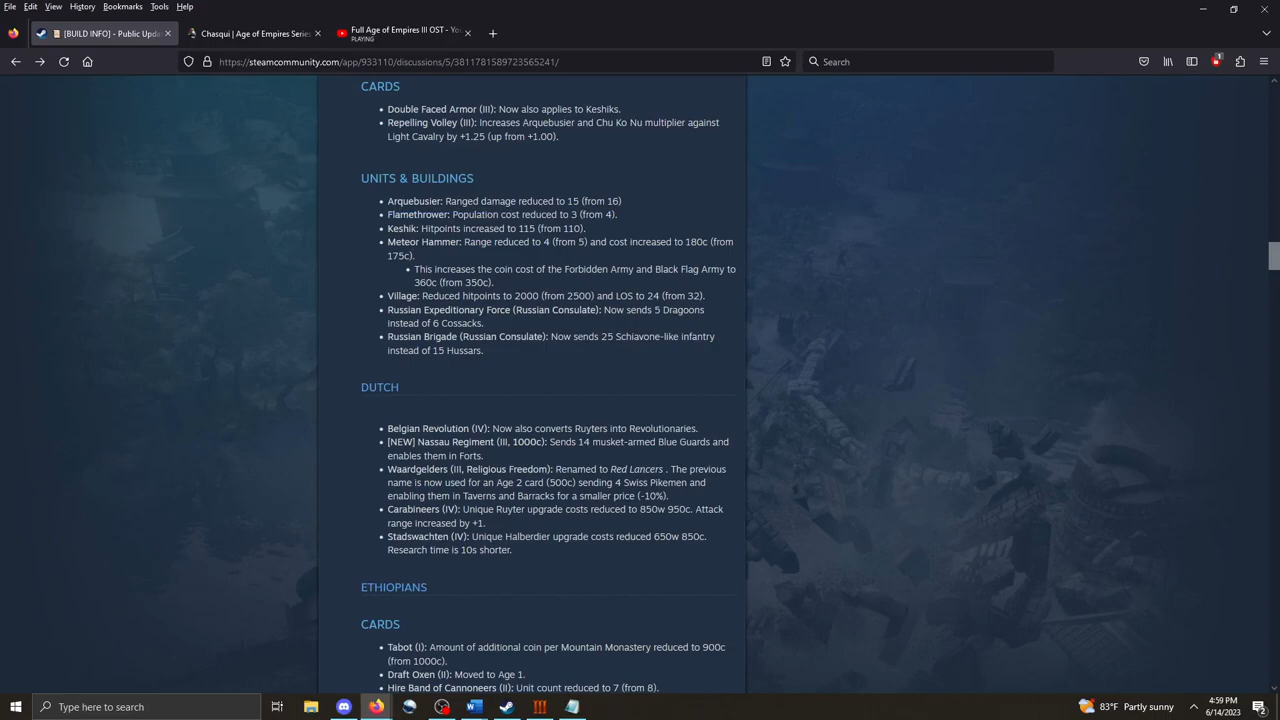 File Edit View History Bookmarks Tools Help
[BUILD INFO] - Public Upda
Chasqui | Age of Empires Series
Full Age of Empires III OST - Yo
PLAYING
https://steamcommunity.com/app/933110/discussions/5/3811781589723565241/
Search
1
CARDS
• Double Faced Armor (III): Now also applies to Keshiks.
• Repelling Volley (III): Increases Arquebusier and Chu Ko Nu multiplier against
Light Cavalry by +1.25 (up from +1.00).
UNITS & BUILDINGS
• Arquebusier: Ranged damage reduced to 15 (from 16)
• Flamethrower: Population cost reduced to 3 (from 4).
• Keshik: Hitpoints increased to 115 (from 110).
• Meteor Hammer: Range reduced to 4 (from 5) and cost increased to 180c (from
175c).
• This increases the coin cost of the Forbidden Army and Black Flag Army to
360c (from 350c).
• Village: Reduced hitpoints to 2000 (from 2500) and LOS to 24 (from 32).
• Russian Expeditionary Force (Russian Consulate): Now sends 5 Dragoons
instead of 6 Cossacks.
• Russian Brigade (Russian Consulate): Now sends 25 Schiavone-like infantry
instead of 15 Hussars.
DUTCH
• Belgian Revolution (IV): Now also converts Ruyters into Revolutionaries.
• [NEW] Nassau Regiment (III, 1000c): Sends 14 musket-armed Blue Guards and
enables them in Forts.
• Waardgelders (III, Religious Freedom): Renamed to Red Lancers . The previous
name is now used for an Age 2 card (500c) sending 4 Swiss Pikemen and
enabling them in Taverns and Barracks for a smaller price (-10%).
• Carabineers (IV): Unique Ruyter upgrade costs reduced to 850w 950c. Attack
range increased by +1.
• Stadswachten (IV): Unique Halberdier upgrade costs reduced 650w 850c.
Research time is 10s shorter.
ETHIOPIANS
CARDS
• Tabot (I): Amount of additional coin per Mountain Monastery reduced to 900c
(from 1000c).
• Draft Oxen (II): Moved to Age 1.
• Hire Band of Cannoneers (II): Unit count reduced to 7 (from 8).
Type here to search
83°F Partly sunny
4:59 PM
6/14/2023
2